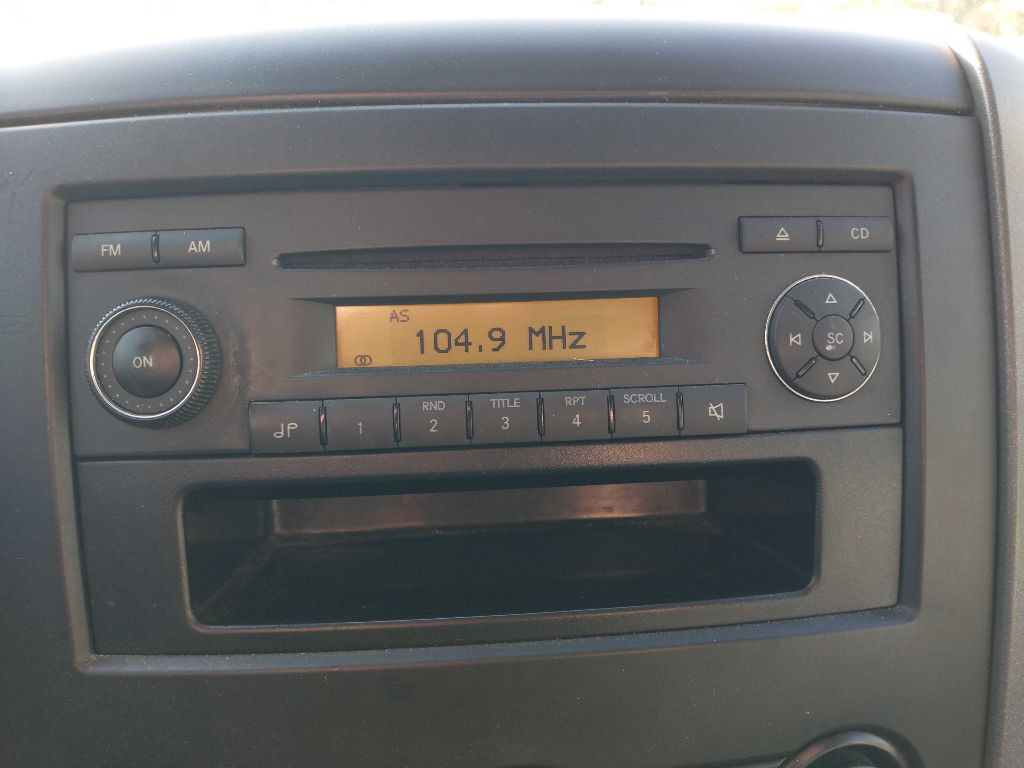 FM AM
CD
AS
104.9 MHz
ON
SC
1
RND
2
TITLE
3
RPT
4
SCROLL
5